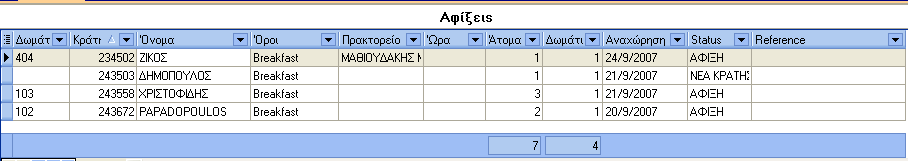 Αφίξεις
Δωμάτ Κράτη Όνομα Όροι Πρακτορείο Ώρα Άτομα Δωμάτι Αναχώρηση Status Reference
404 234502 ΖΙΚΟΣ Breakfast ΜΑΘΙΟΥΔΑΚΗΣ 1 1 24/9/2007 ΑΦΙΞΗ
243503 ΔΗΜΟΠΟΥΛΟΣ Breakfast 1 1 21/9/2007 ΝΕΑ ΚΡΑΤΗΣ
103 243558 ΧΡΙΣΤΟΦΙΔΗΣ Breakfast 3 1 21/9/2007 ΑΦΙΞΗ
102 243672 PAPADOPOULOS Breakfast 2 1 20/9/2007 ΑΦΙΞΗ
7 4